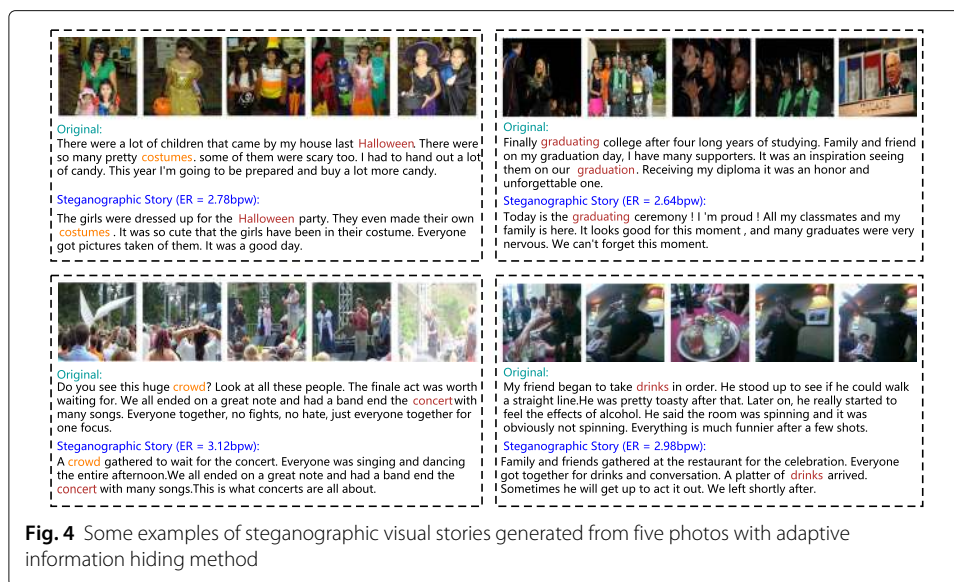 Original:
There were a lot of children that came by my house last Halloween. There were
so many pretty costumes. some of them were scary too. I had to hand out a lot
of candy. This year I'm going to be prepared and buy a lot more candy.
Steganographic Story (ER = 2.78bpw):
The girls were dressed up for the Halloween party. They even made their own
costumes . It was so cute that the girls have been in their costume. Everyone
got pictures taken of them. It was a good day.
TULANE
Original:
Finally graduating college after four long years of studying. Family and friend
on my graduation day, I have many supporters. It was an inspiration seeing
them on our graduation. Receiving my diploma it was an honor and
unforgettable one.
Steganographic Story (ER = 2.64bpw):
Today is the graduating ceremony ! I 'm proud ! All my classmates and my
family is here. It looks good for this moment , and many graduates were very
nervous. We can't forget this moment.
Original:
Do you see this huge crowd? Look at all these people. The finale act was worth
waiting for. We all ended on a great note and had a band end the concert with
many songs. Everyone together, no fights, no hate, just everyone together for
one focus.
Steganographic Story (ER = 3.12bpw):
A crowd gathered to wait for the concert. Everyone was singing and dancing
the entire afternoon.We all ended on a great note and had a band end the
concert with many songs.This is what concerts are all about.
Original:
My friend began to take drinks in order. He stood up to see if he could walk
a straight line.He was pretty toasty after that. Later on, he really started to
feel the effects of alcohol. He said the room was spinning and it was
obviously not spinning. Everything is much funnier after a few shots.
Steganographic Story (ER = 2.98bpw):
Family and friends gathered at the restaurant for the celebration. Everyone
got together for drinks and conversation. A platter of drinks arrived.
Sometimes he will get up to act it out. We left shortly after.
Fig. 4 Some examples of steganographic visual stories generated from five photos with adaptive
information hiding method